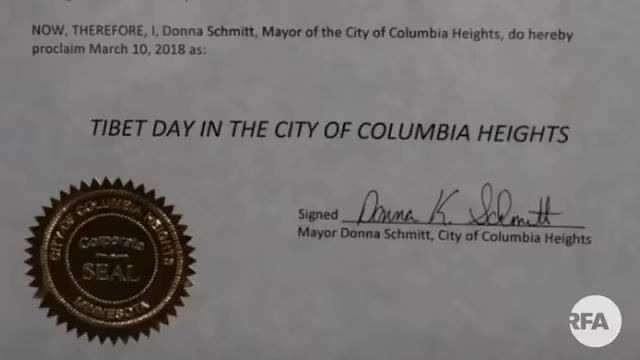 NOW, THEREFORE, I, Donna Schmitt, Mayor of the City of Columbia Heights, do hereby
proclaim March 10, 2018 as:
TIBET DAY IN THE CITY OF COLUMBIA HEIGHTS
Signed Donna K. Schmitt
Mayor Donna Schmitt, City of Columbia Heights
CITY OF COLUMBIA HEIGHTS
Corporate
SEAL
MINNESOTA
RFA